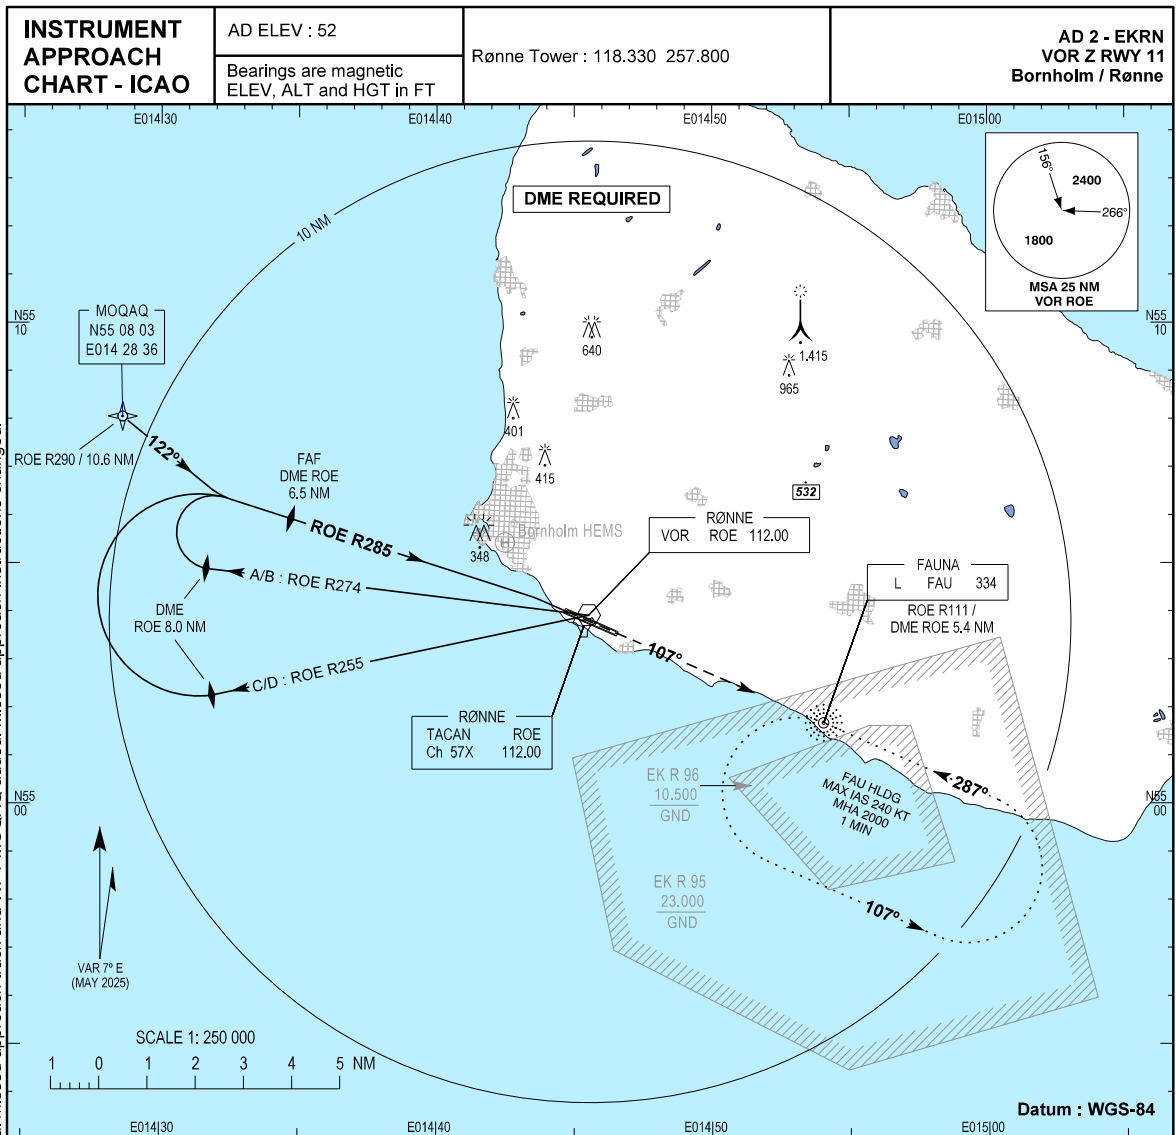 INSTRUMENT
APPROACH
CHART - ICAO
AD ELEV : 52
Bearings are magnetic
ELEV, ALT and HGT in FT
Rønne Tower : 118.330 257.800
AD 2 - EKRN
VOR Z RWY 11
Bornholm / Rønne
E014 30
E014 40
E014 50
E015 00
DME REQUIRED
10 NM
156°
2400
266°
1800
MSA 25 NM
VOR ROE
N55
10
N55
10
MOQAQ
N55 08 03
E014 28 36
640
1.415
965
401
415
ROE R290 / 10.6 NM
122°
FAF
DME ROE
6.5 NM
532
ROE R285
348
Bornholm HEMS
H
RØNNE
VOR ROE 112.00
A/B : ROE R274
FAUNA
L FAU 334
ROE R111 /
DME ROE 5.4 NM
DME
ROE 8.0 NM
107°
C/D : ROE R255
RØNNE
TACAN ROE
Ch 57X 112.00
EK R 96
10.500
GND
FAU HLDG
MAX IAS 240 KT
MHA 2000
1 MIN
287°
N55
00
N55
00
EK R 95
23.000
GND
107°
VAR 7° E
(MAY 2025)
SCALE 1: 250 000
1 0 1 2 3 4 5 NM
Datum : WGS-84
E014 30
E014 40
E014 50
E015 00